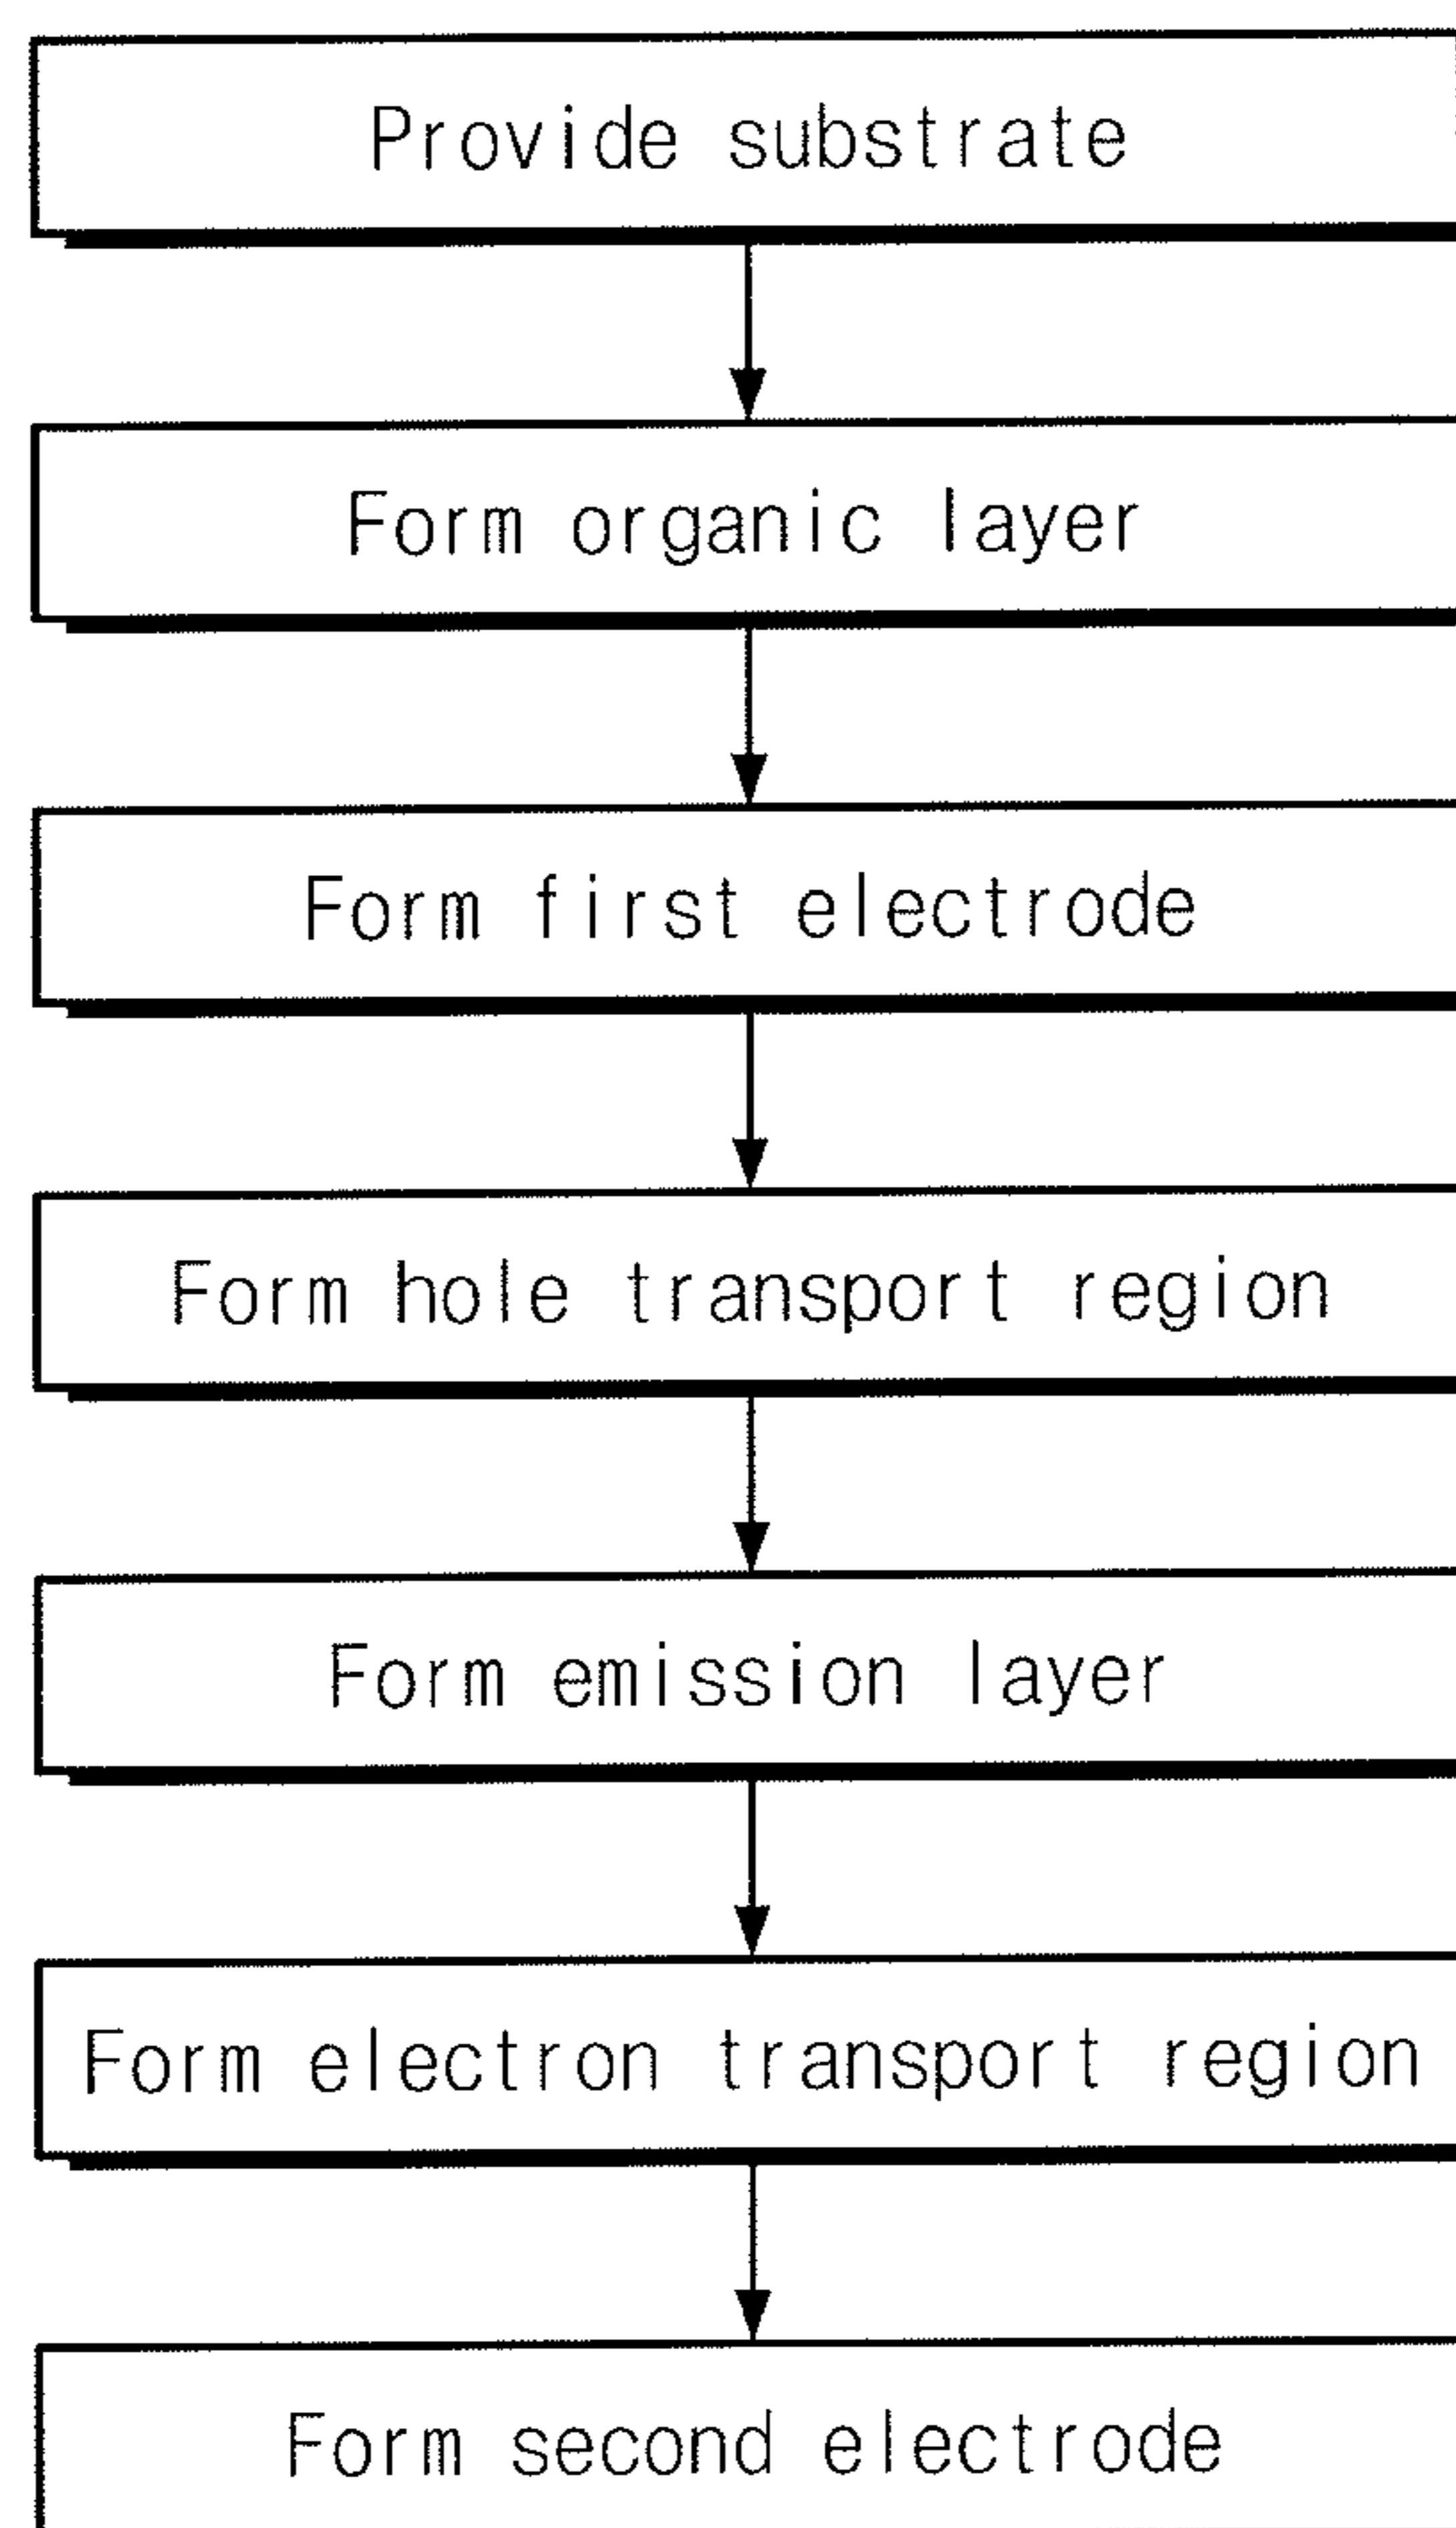 Provide substrate
Form organic layer
Form first electrode
Form hole transport region
Form emission layer
Form electron transport region
Form second electrode